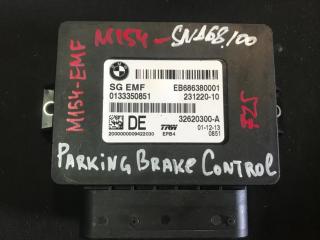 M154 - SNA68,100
M154-EMF
BMW
SG EMF EB686380001
0133350851 231220-10
DE 32620300-A
TRW 01-12-13
EPB4 0851
PARKING BRAKE CONTROL